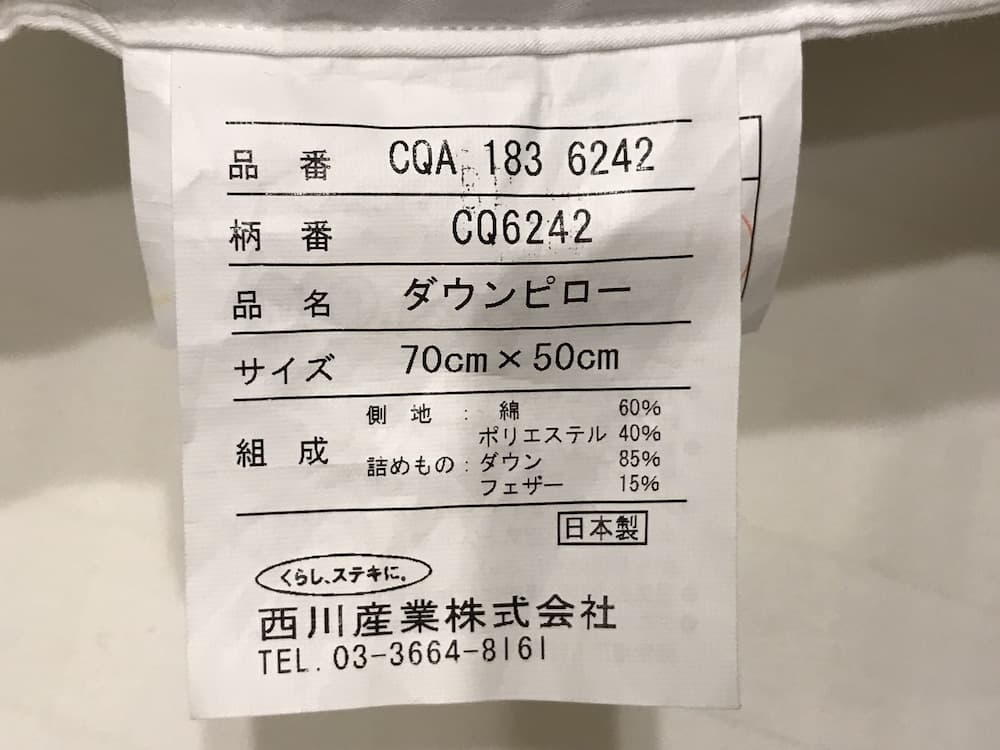 品番 CQA 183 6242
柄番 CQ6242
品名 ダウンピロー
サイズ 70cm×50cm
組成 側地: 綿 60%
ポリエステル 40%
詰めもの: ダウン 85%
フェザー 15%
日本製
くらし、ステキに。
西川産業株式会社
TEL. 03-3664-8161